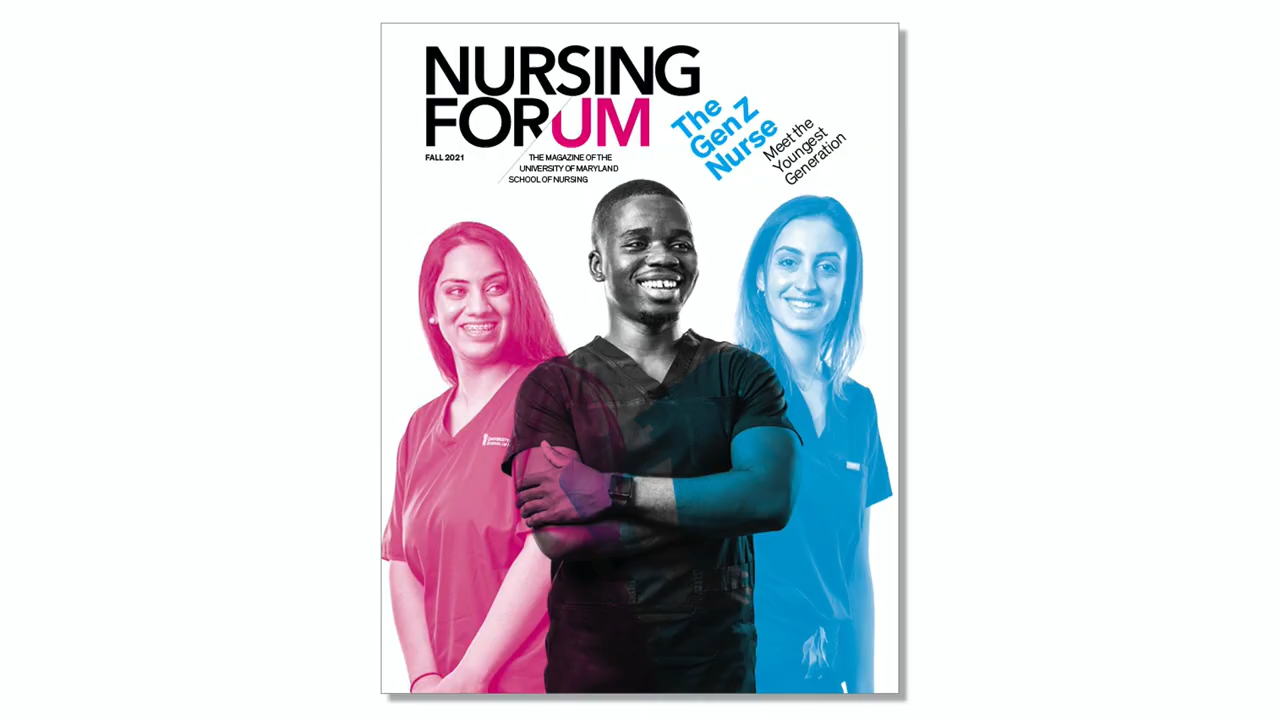 NURSING
FORUM
FALL 2021
THE MAGAZINE OF THE
UNIVERSITY OF MARYLAND
SCHOOL OF NURSING
The
Gen Z
Nurse
Meet the
Youngest
Generation